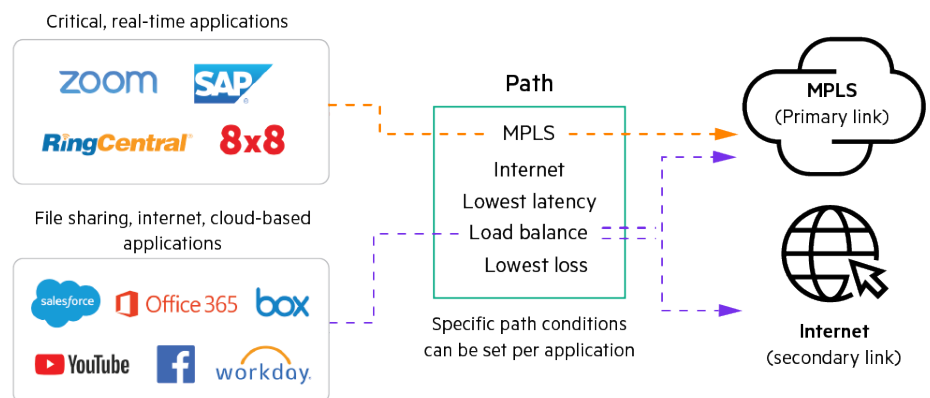 Critical, real-time applications
zoom
SAP
®
RingCentral®
8x8
File sharing, internet, cloud-based
applications
salesforce
Office 365
box
YouTube
f
workday.
Path
MPLS
Internet
Lowest latency
Load balance
Lowest loss
Specific path conditions
can be set per application
MPLS
(Primary link)
Internet
(secondary link)